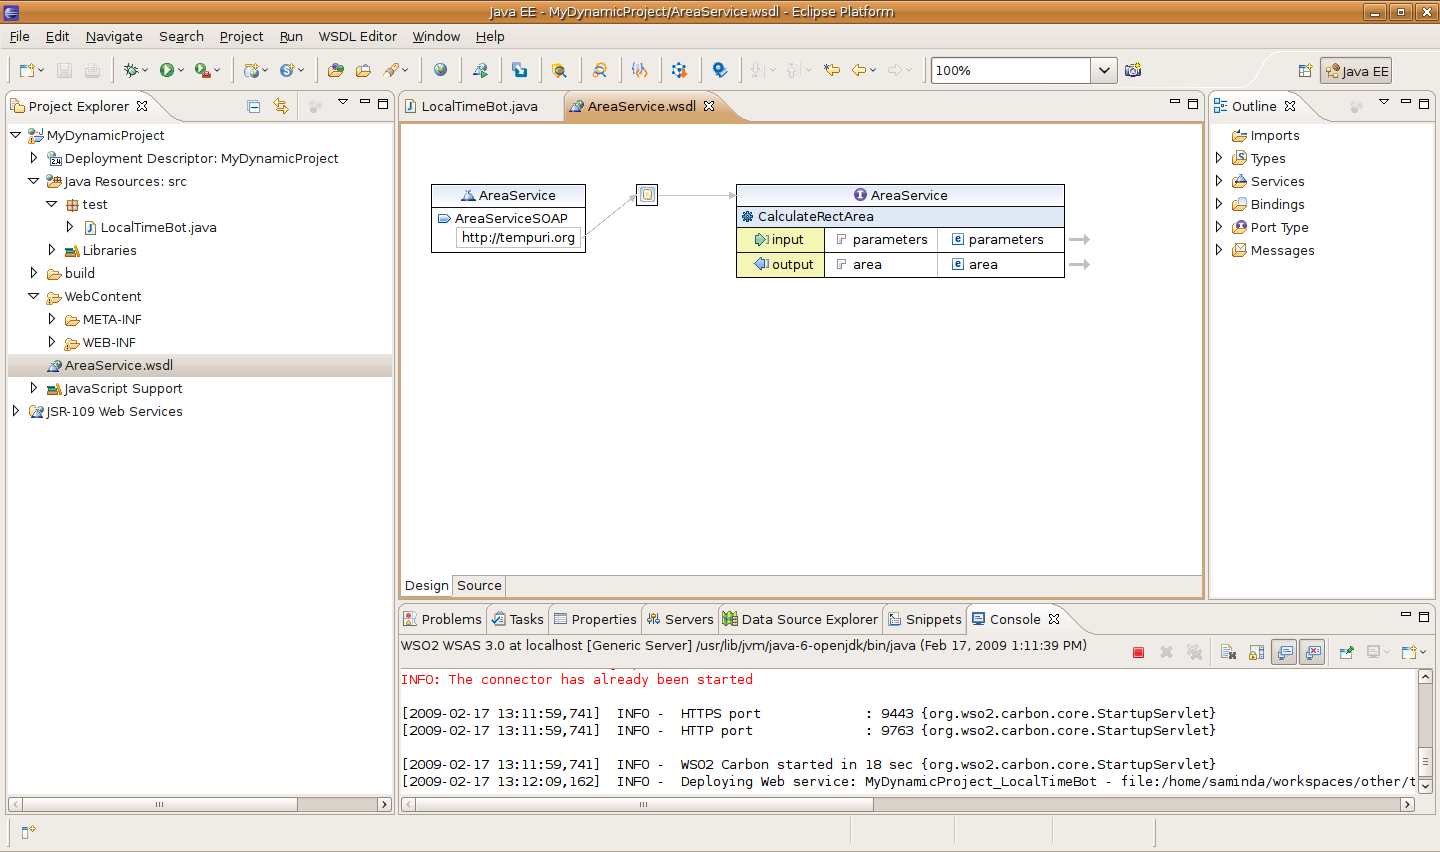 Java EE - MyDynamicProject/AreaService.wsdl - Eclipse Platform
File Edit Navigate Search Project Run WSDL Editor Window Help
100%
Java EE
Project Explorer
MyDynamicProject
Deployment Descriptor: MyDynamicProject
Java Resources: src
test
LocalTimeBot.java
Libraries
build
WebContent
META-INF
WEB-INF
AreaService.wsdl
JavaScript Support
JSR-109 Web Services
LocalTimeBot.java AreaService.wsdl
AreaService
AreaServiceSOAP
http://tempuri.org
AreaService
CalculateRectArea
input parameters parameters
output area area
Design Source
Outline
Imports
Types
Services
Bindings
Port Type
Messages
Problems Tasks Properties Servers Data Source Explorer Snippets Console
WSO2 WSAS 3.0 at localhost [Generic Server] /usr/lib/jvm/java-6-openjdk/bin/java (Feb 17, 2009 1:11:39 PM)
INFO: The connector has already been started
[2009-02-17 13:11:59,741] INFO - HTTPS port : 9443 {org.wso2.carbon.core.StartupServlet}
[2009-02-17 13:11:59,741] INFO - HTTP port : 9763 {org.wso2.carbon.core.StartupServlet}
[2009-02-17 13:11:59,741] INFO - WSO2 Carbon started in 18 sec {org.wso2.carbon.core.StartupServlet}
[2009-02-17 13:12:09,162] INFO - Deploying Web service: MyDynamicProject_LocalTimeBot - file:/home/saminda/workspaces/other/t